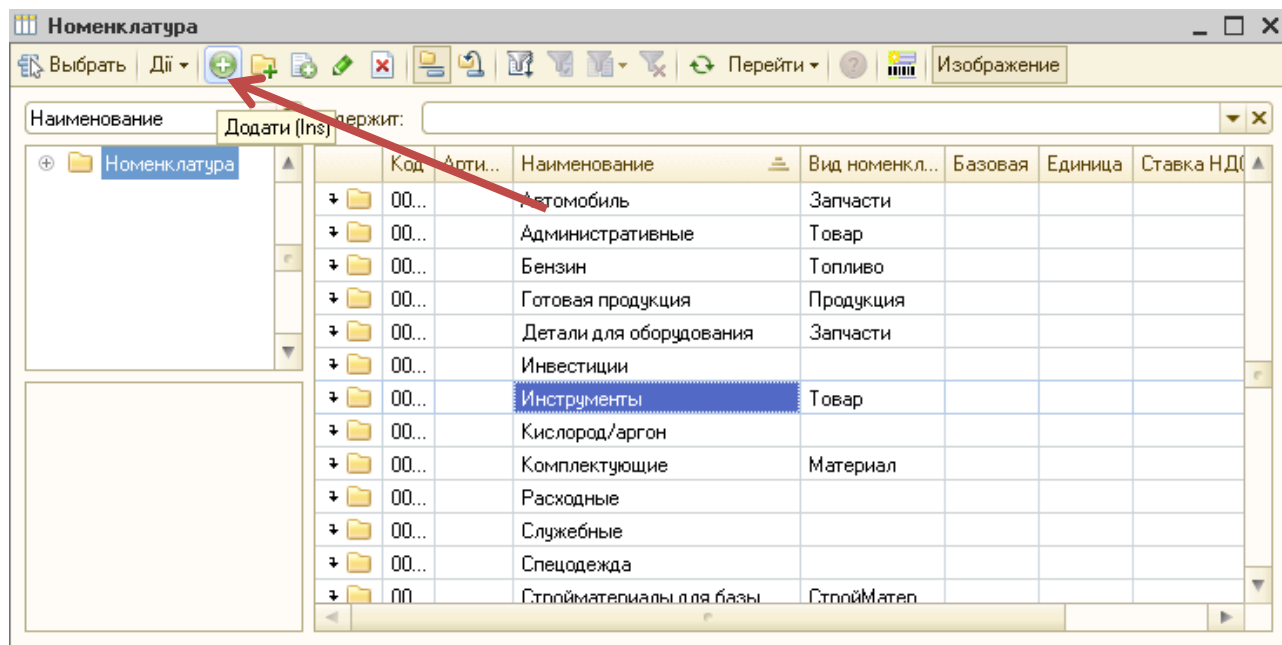 Номенклатура
Выбрать Дії Перейти Изображение
Наименование держит:
Додати (Ins)
Номенклатура
Код Арти... Наименование Вид номенкл... Базовая Единица Ставка НДС
00... Автомобиль Запчасти
00... Административные Товар
00... Бензин Топливо
00... Готовая продукция Продукция
00... Детали для оборудования Запчасти
00... Инвестиции
00... Инструменты Товар
00... Кислород/аргон
00... Комплектующие Материал
00... Расходные
00... Служебные
00... Спецодежда
00 Стройматериалы для базы СтройМатер